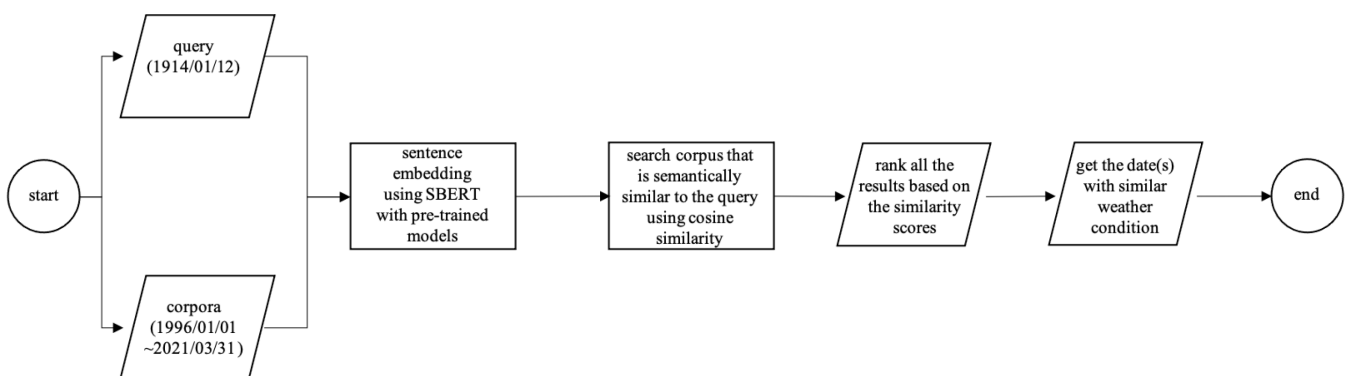 start
query
(1914/01/12)
corpora
(1996/01/01
~2021/03/31)
sentence
embedding
using SBERT
with pre-trained
models
search corpus that
is semantically
similar to the query
using cosine
similarity
rank all the
results based on
the similarity
scores
get the date(s)
with similar
weather
condition
end